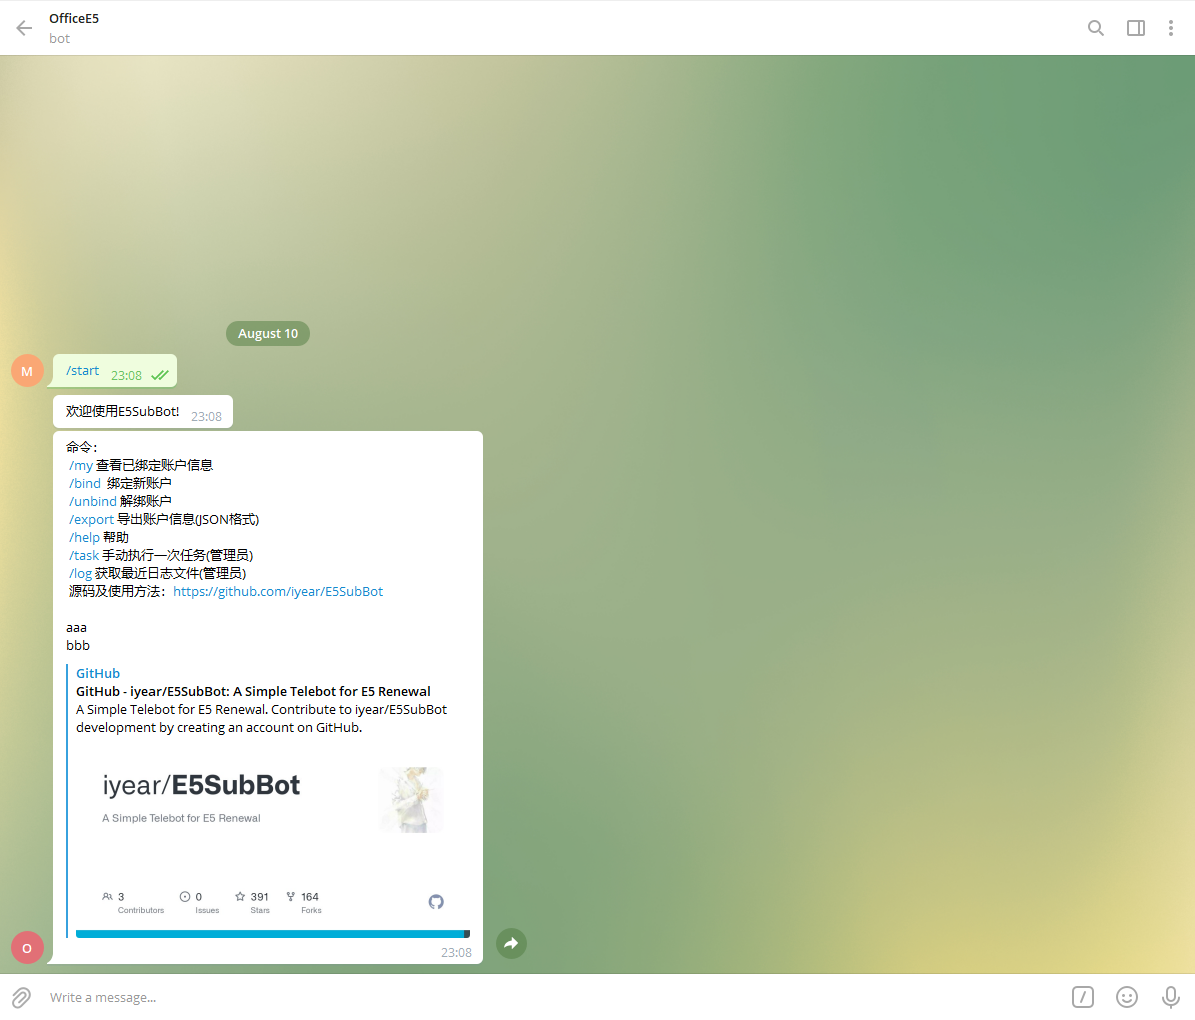 OfficeE5
bot
August 10
M
/start 23:08
欢迎使用E5SubBot! 23:08
命令：
/my 查看已绑定账户信息
/bind 绑定新账户
/unbind 解绑账户
/export 导出账户信息(JSON格式)
/help 帮助
/task 手动执行一次任务(管理员)
/log 获取最近日志文件(管理员)
源码及使用方法：https://github.com/iyear/E5SubBot
aaa
bbb
GitHub
GitHub - iyear/E5SubBot: A Simple Telebot for E5 Renewal
A Simple Telebot for E5 Renewal. Contribute to iyear/E5SubBot
development by creating an account on GitHub.
iyear/E5SubBot
A Simple Telebot for E5 Renewal
3 0 391 164
Contributors Issues Stars Forks
O
23:08
Write a message...